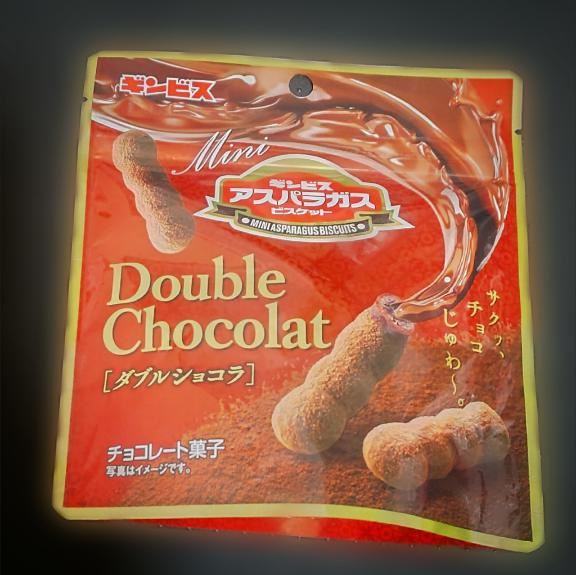 ギンビス
Mini
ギンビス
アスパラガス
ビスケット
MINI ASPARAGUS BISCUITS
Double
Chocolat
[ダブルショコラ]
サクッ、
チョコ
じゅわ〜。
チョコレート菓子
写真はイメージです。